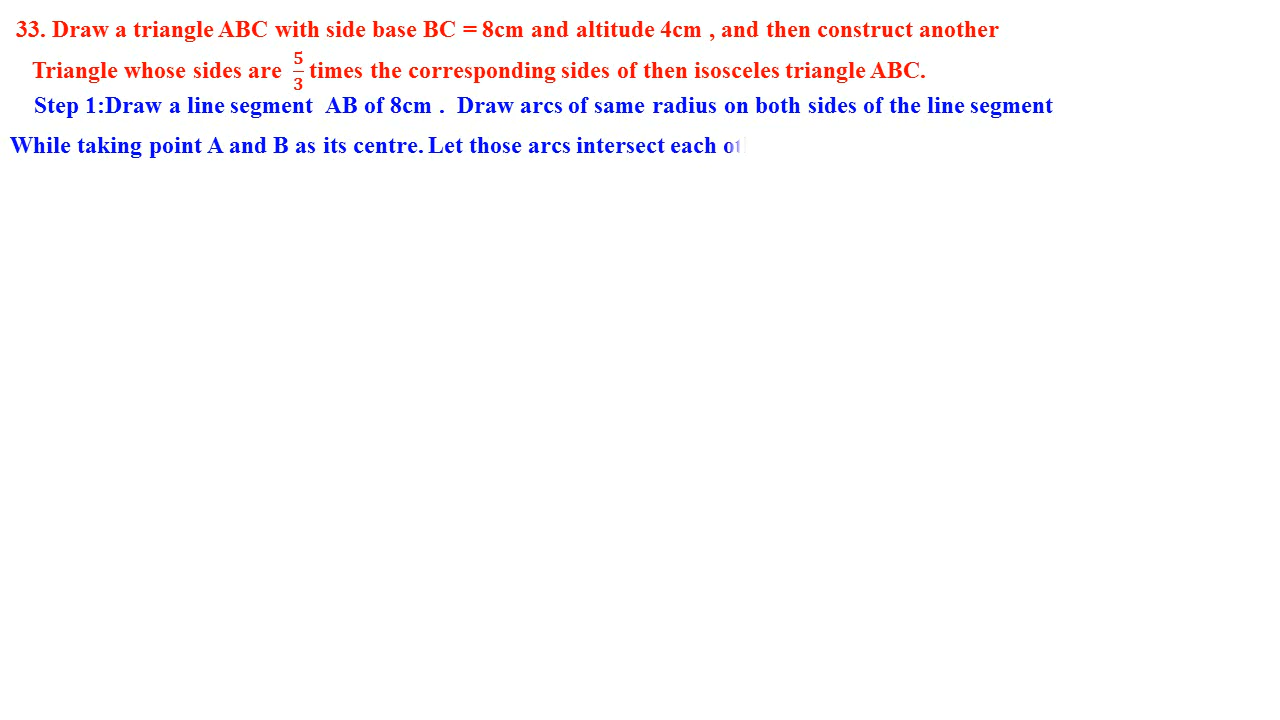 33. Draw a triangle ABC with side base BC = 8cm and altitude 4cm , and then construct another
Triangle whose sides are 5/3 times the corresponding sides of then isosceles triangle ABC.
Step 1:Draw a line segment AB of 8cm . Draw arcs of same radius on both sides of the line segment
While taking point A and B as its centre. Let those arcs intersect each